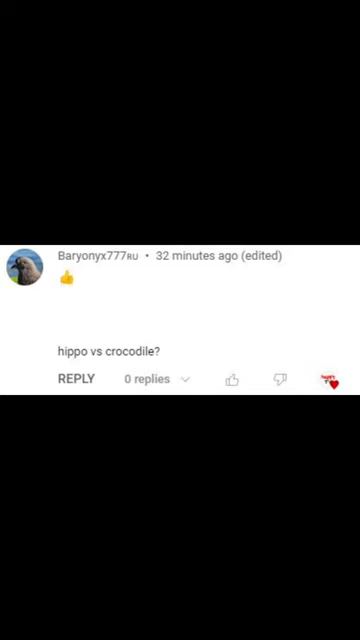 Baryonyx777RU • 32 minutes ago (edited)
👍
hippo vs crocodile?
REPLY 0 replies